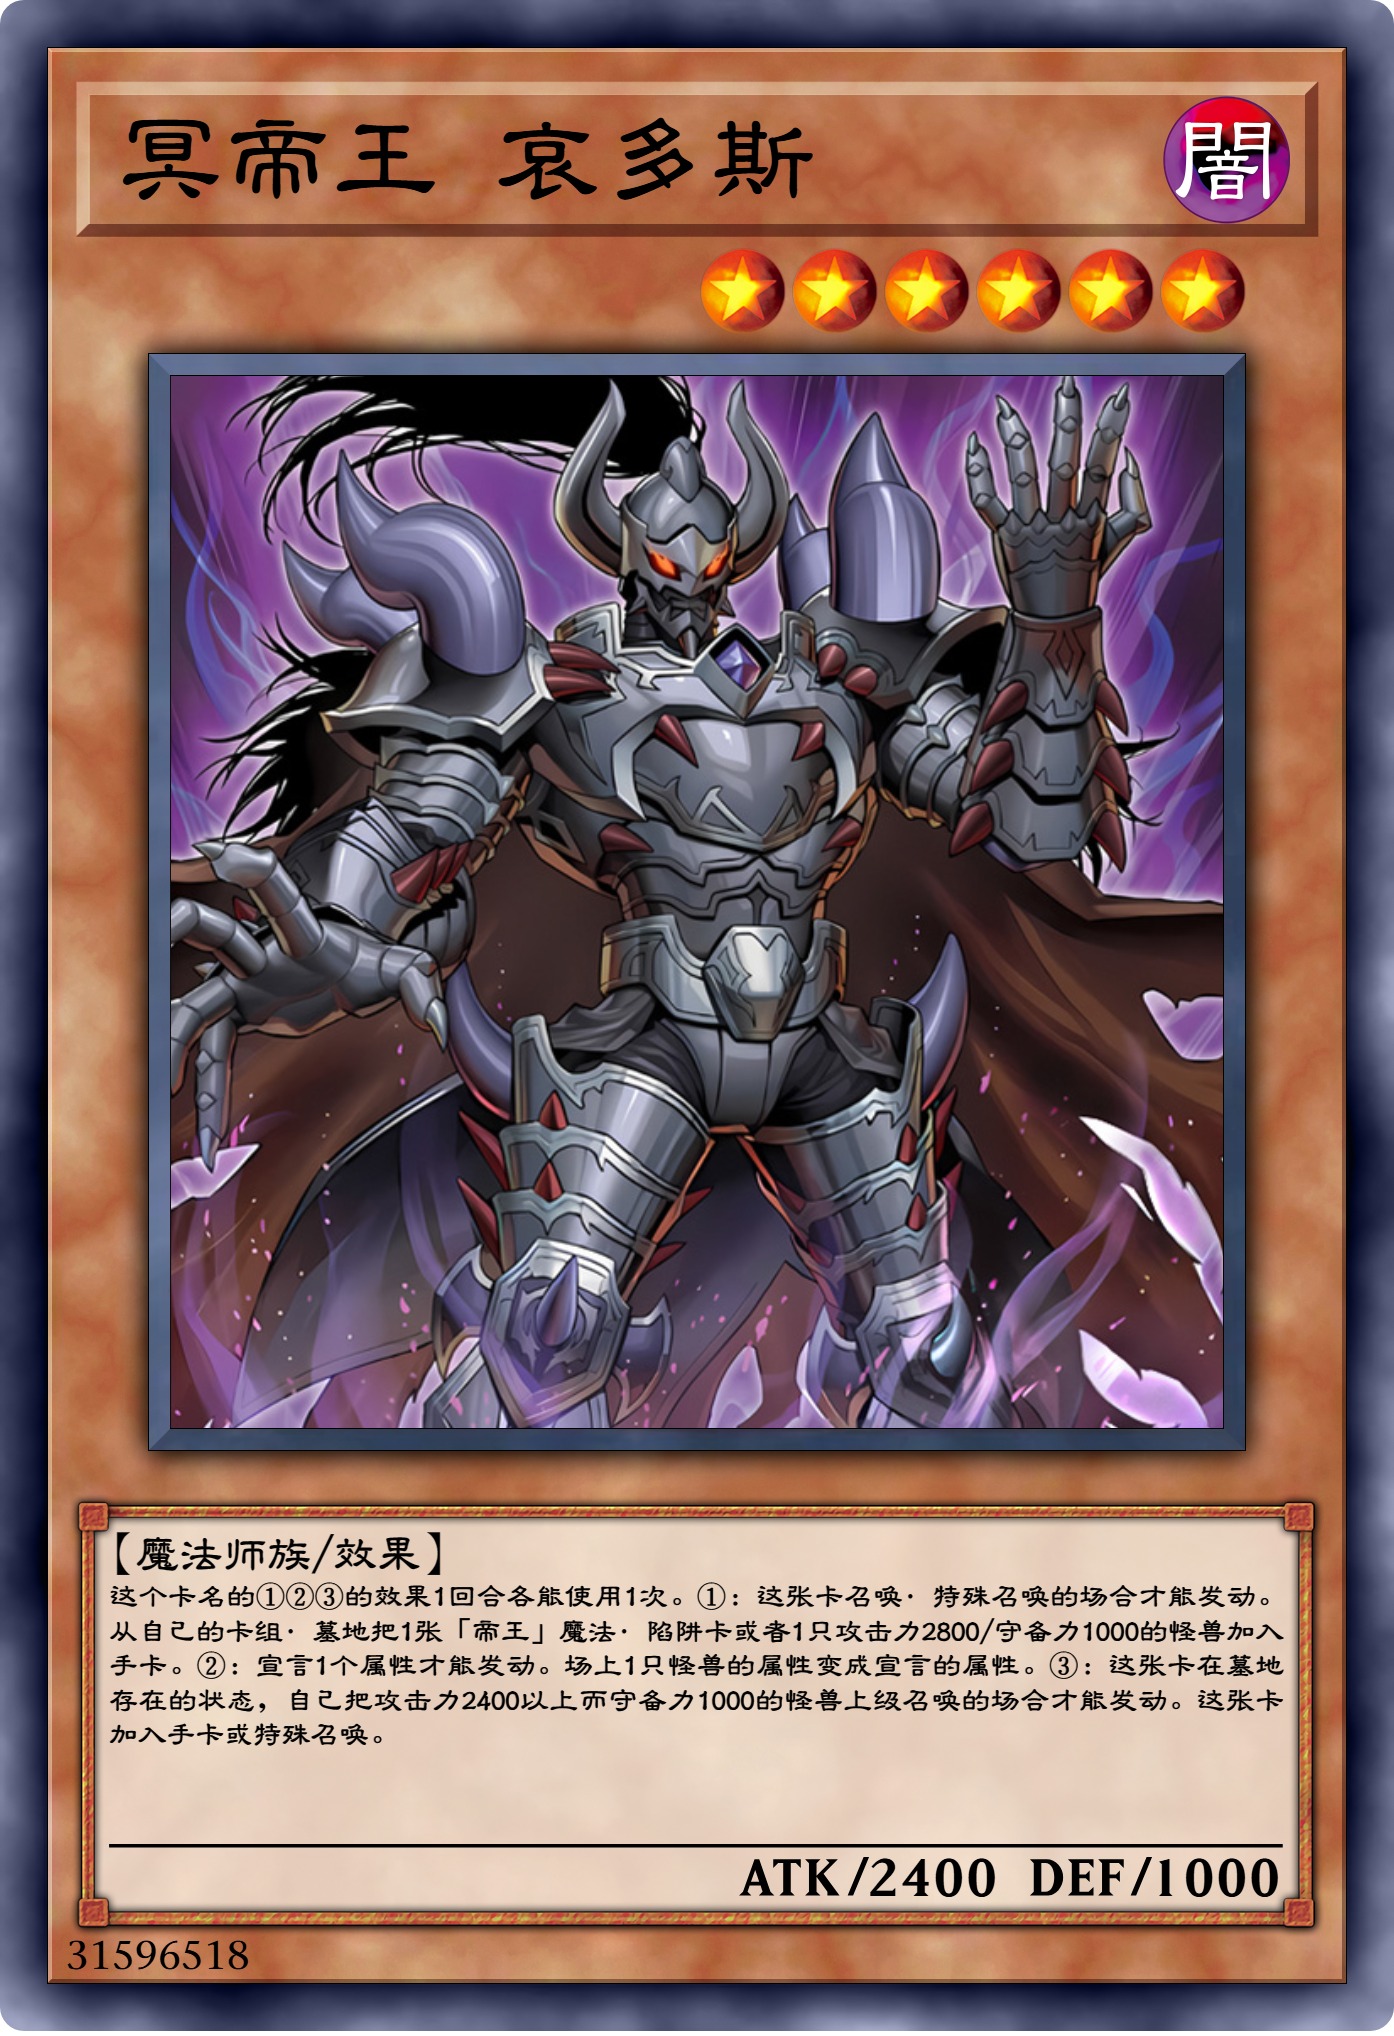 冥帝王 哀多斯
闇
【魔法师族/效果】
这个卡名的①②③的效果1回合各能使用1次。①：这张卡召唤·特殊召唤的场合才能发动。
从自己的卡组·墓地把1张「帝王」魔法·陷阱卡或者1只攻击力2800/守备力1000的怪兽加入
手卡。②：宣言1个属性才能发动。场上1只怪兽的属性变成宣言的属性。③：这张卡在墓地
存在的状态，自己把攻击力2400以上而守备力1000的怪兽上级召唤的场合才能发动。这张卡
加入手卡或特殊召唤。
ATK/2400 DEF/1000
31596518